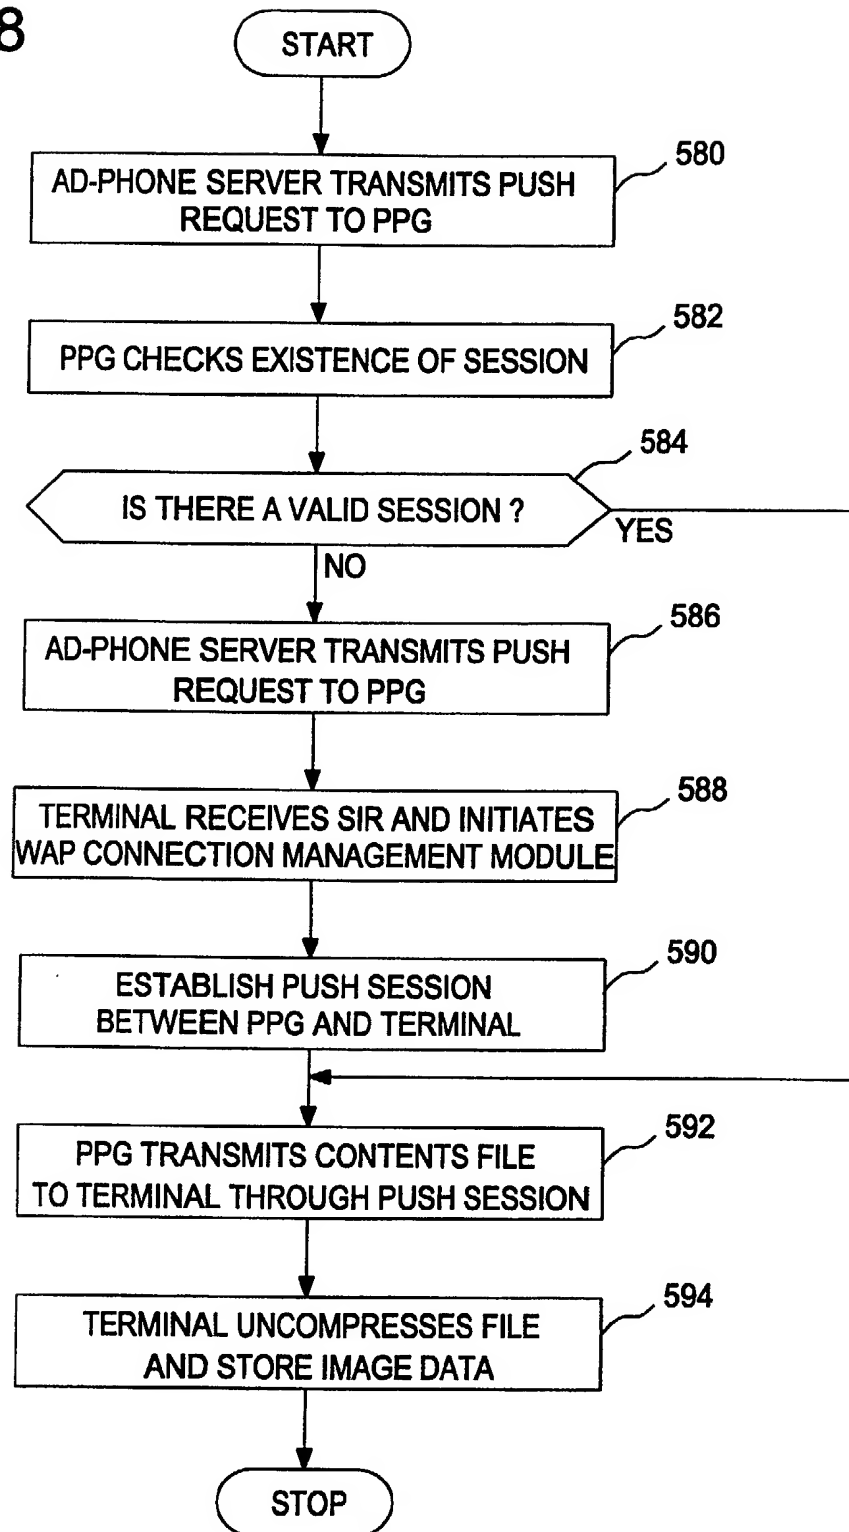 8
START
580
AD-PHONE SERVER TRANSMITS PUSH
REQUEST TO PPG
582
PPG CHECKS EXISTENCE OF SESSION
584
IS THERE A VALID SESSION ?
YES
NO
586
AD-PHONE SERVER TRANSMITS PUSH
REQUEST TO PPG
588
TERMINAL RECEIVES SIR AND INITIATES
WAP CONNECTION MANAGEMENT MODULE
590
ESTABLISH PUSH SESSION
BETWEEN PPG AND TERMINAL
592
PPG TRANSMITS CONTENTS FILE
TO TERMINAL THROUGH PUSH SESSION
594
TERMINAL UNCOMPRESSES FILE
AND STORE IMAGE DATA
STOP